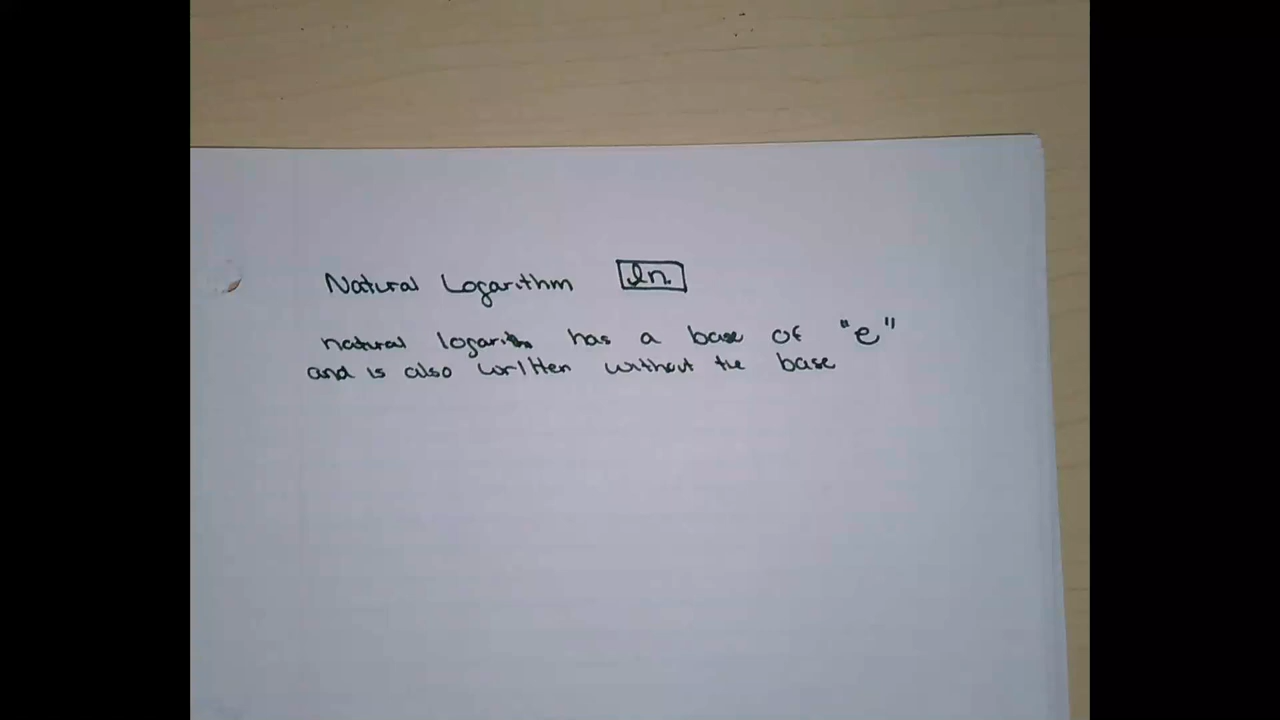 Natural Logarithm ln
natural logarithm has a base of "e"
and is also written without the base